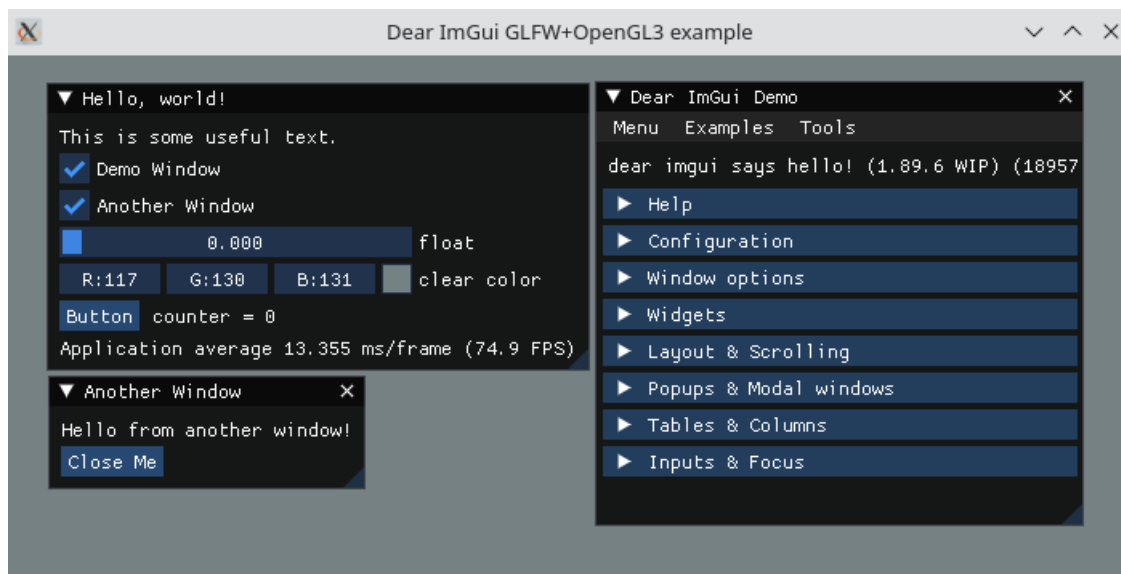 Dear ImGui GLFW+OpenGL3 example
Hello, world!
This is some useful text.
Demo Window
Another Window
0.000 float
R:117 G:130 B:131 clear color
Button counter = 0
Application average 13.355 ms/frame (74.9 FPS)
Another Window
Hello from another window!
Close Me
Dear ImGui Demo
Menu Examples Tools
dear imgui says hello! (1.89.6 WIP) (18957
Help
Configuration
Window options
Widgets
Layout & Scrolling
Popups & Modal windows
Tables & Columns
Inputs & Focus